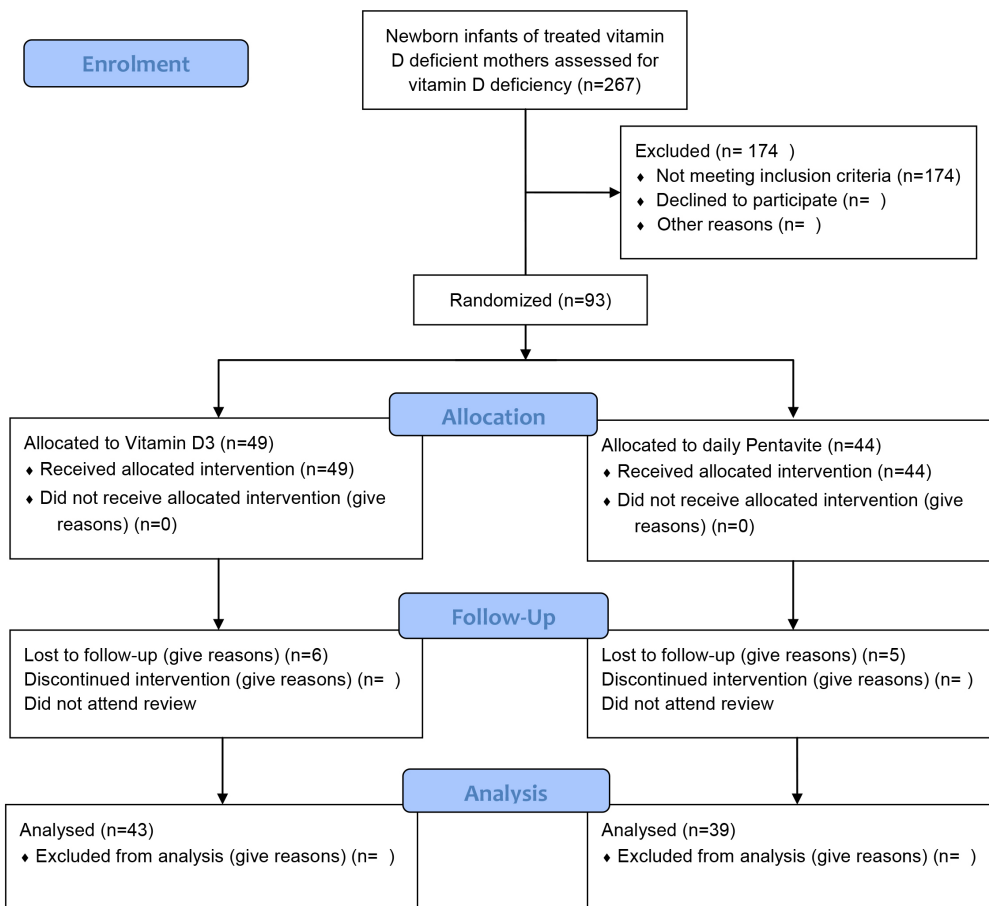 Enrolment
Newborn infants of treated vitamin
D deficient mothers assessed for
vitamin D deficiency (n=267)
Excluded (n= 174 )
♦ Not meeting inclusion criteria (n=174)
♦ Declined to participate (n= )
♦ Other reasons (n= )
Randomized (n=93)
Allocation
Allocated to Vitamin D3 (n=49)
♦ Received allocated intervention (n=49)
♦ Did not receive allocated intervention (give
reasons) (n=0)
Allocated to daily Pentavite (n=44)
♦ Received allocated intervention (n=44)
♦ Did not receive allocated intervention (give
reasons) (n=0)
Follow-Up
Lost to follow-up (give reasons) (n=6)
Discontinued intervention (give reasons) (n= )
Did not attend review
Lost to follow-up (give reasons) (n=5)
Discontinued intervention (give reasons) (n= )
Did not attend review
Analysis
Analysed (n=43)
♦ Excluded from analysis (give reasons) (n= )
Analysed (n=39)
♦ Excluded from analysis (give reasons) (n= )